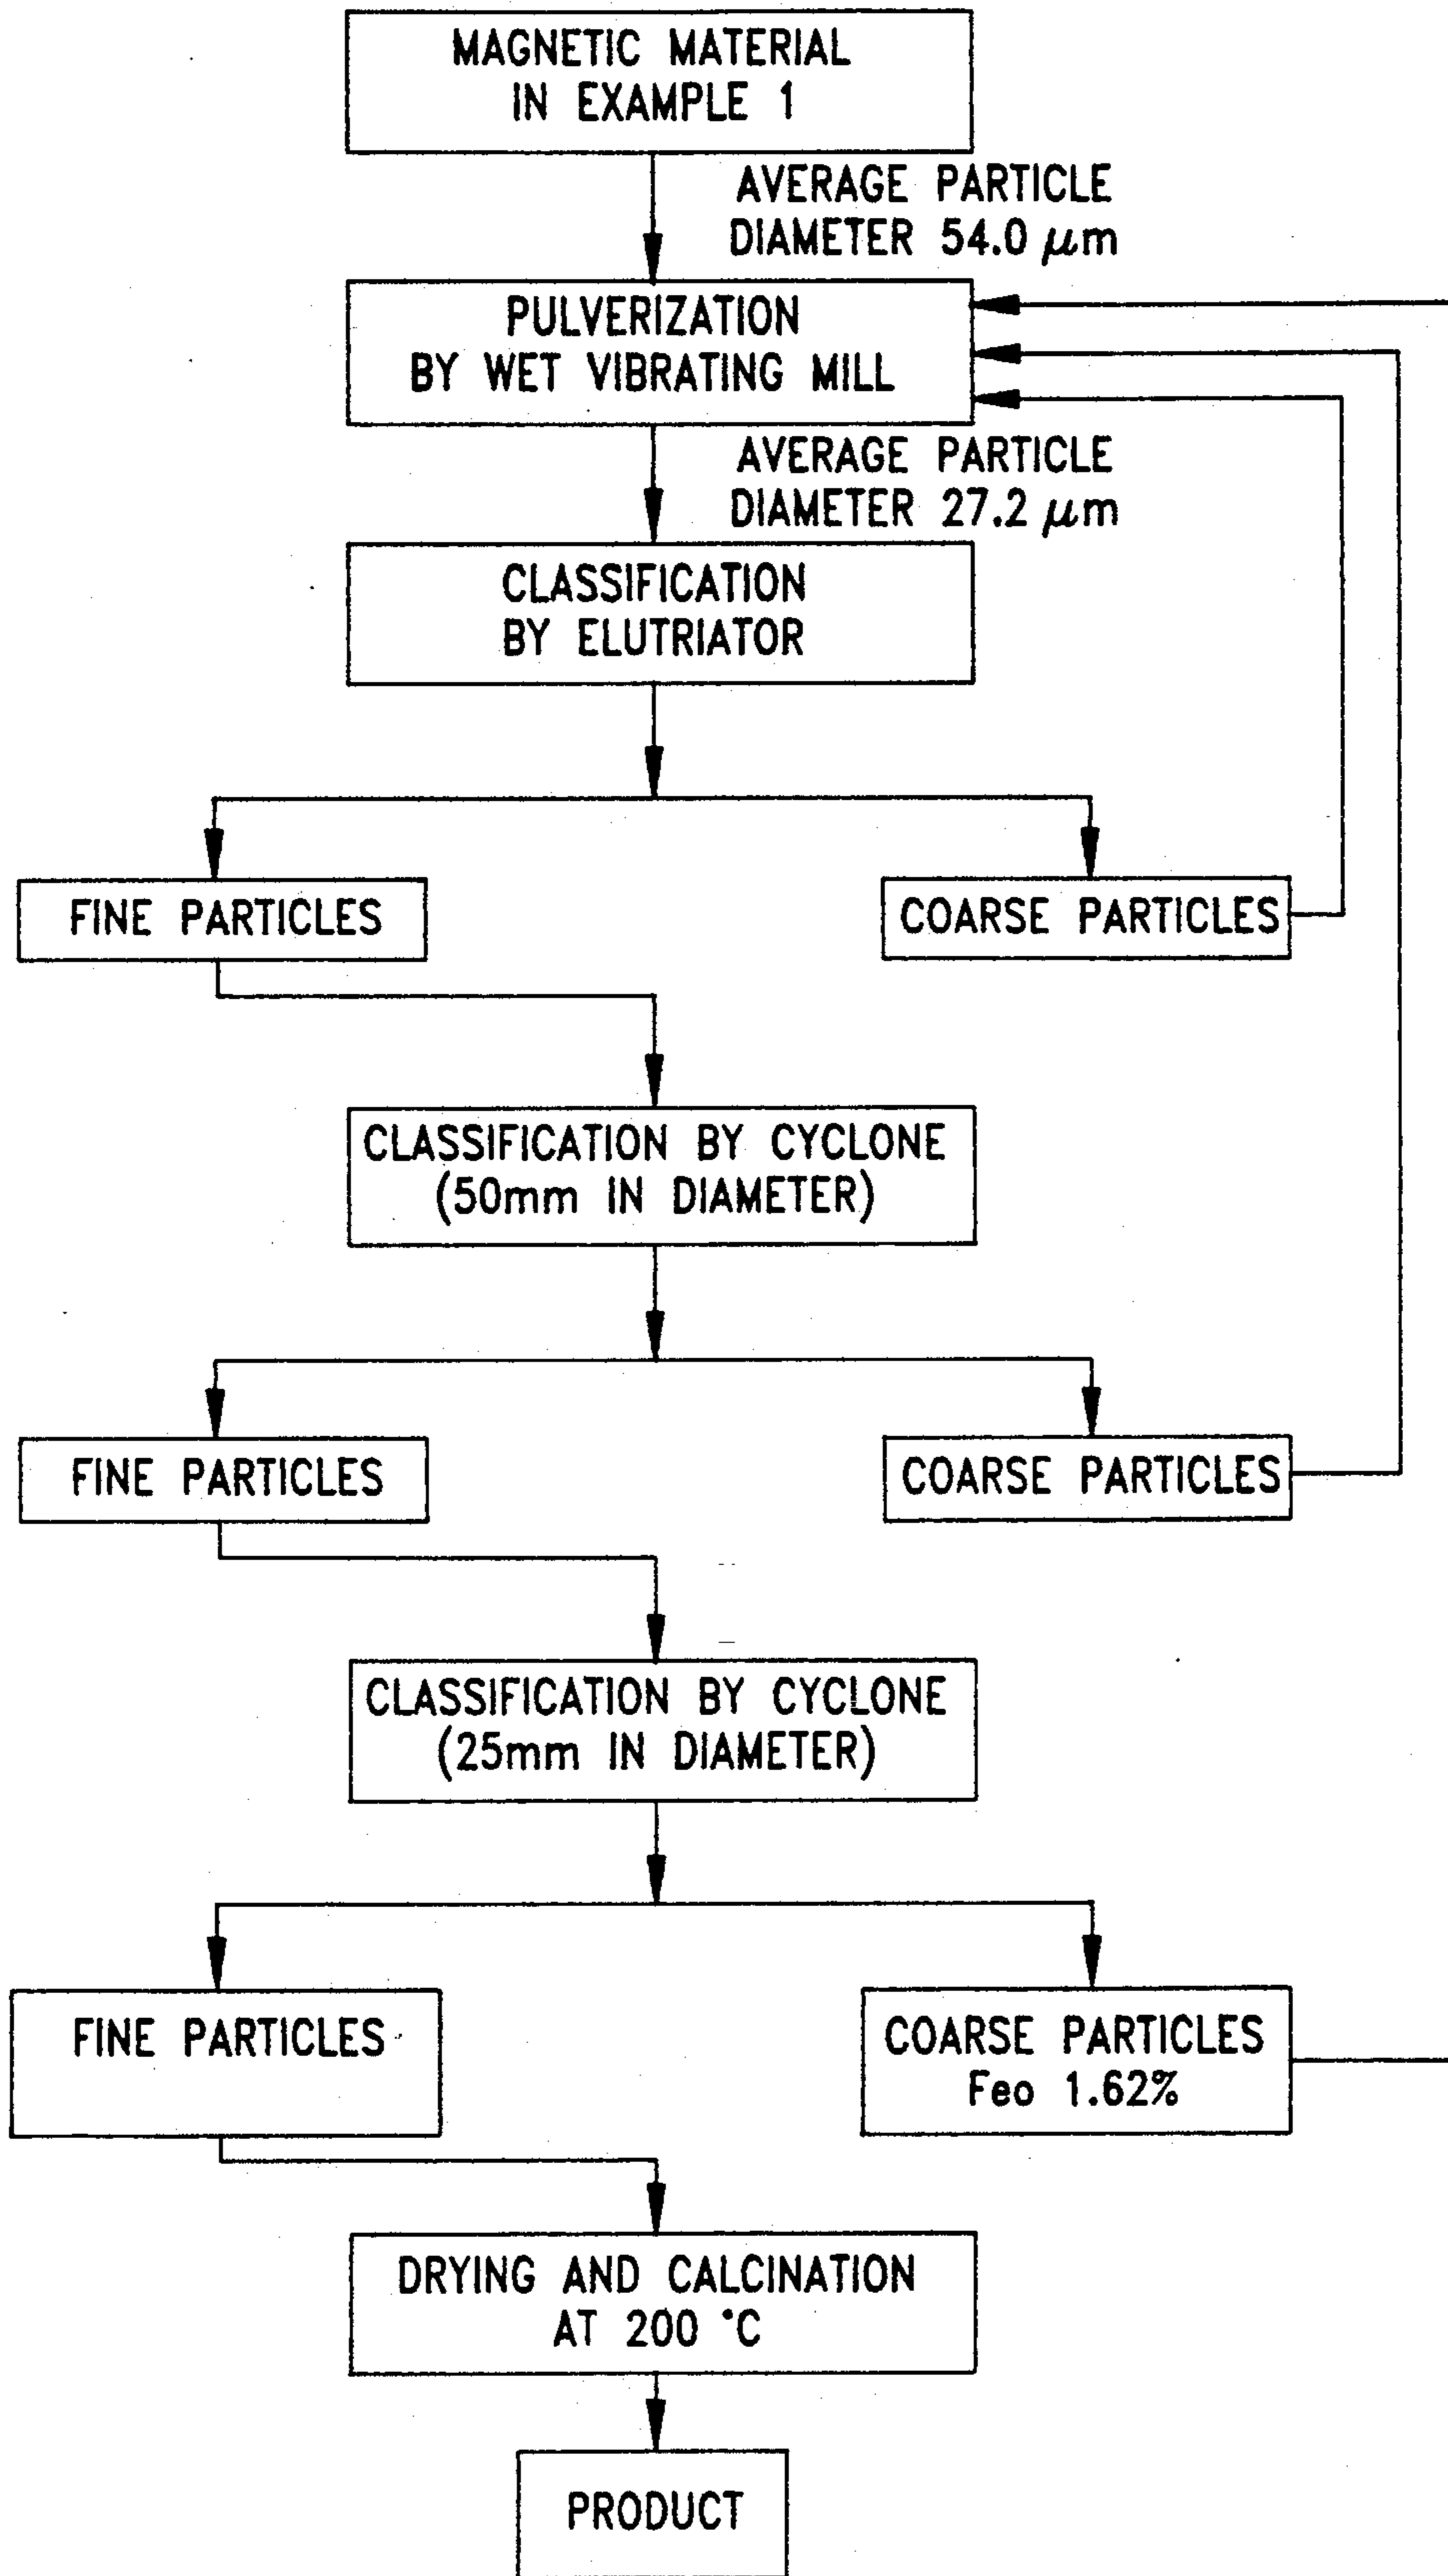 MAGNETIC MATERIAL
IN EXAMPLE 1
AVERAGE PARTICLE
DIAMETER 54.0 μm
PULVERIZATION
BY WET VIBRATING MILL
AVERAGE PARTICLE
DIAMETER 27.2 μm
CLASSIFICATION
BY ELUTRIATOR
FINE PARTICLES
COARSE PARTICLES
CLASSIFICATION BY CYCLONE
(50mm IN DIAMETER)
FINE PARTICLES
COARSE PARTICLES
CLASSIFICATION BY CYCLONE
(25mm IN DIAMETER)
FINE PARTICLES
COARSE PARTICLES
Feo 1.62%
DRYING AND CALCINATION
AT 200 °C
PRODUCT